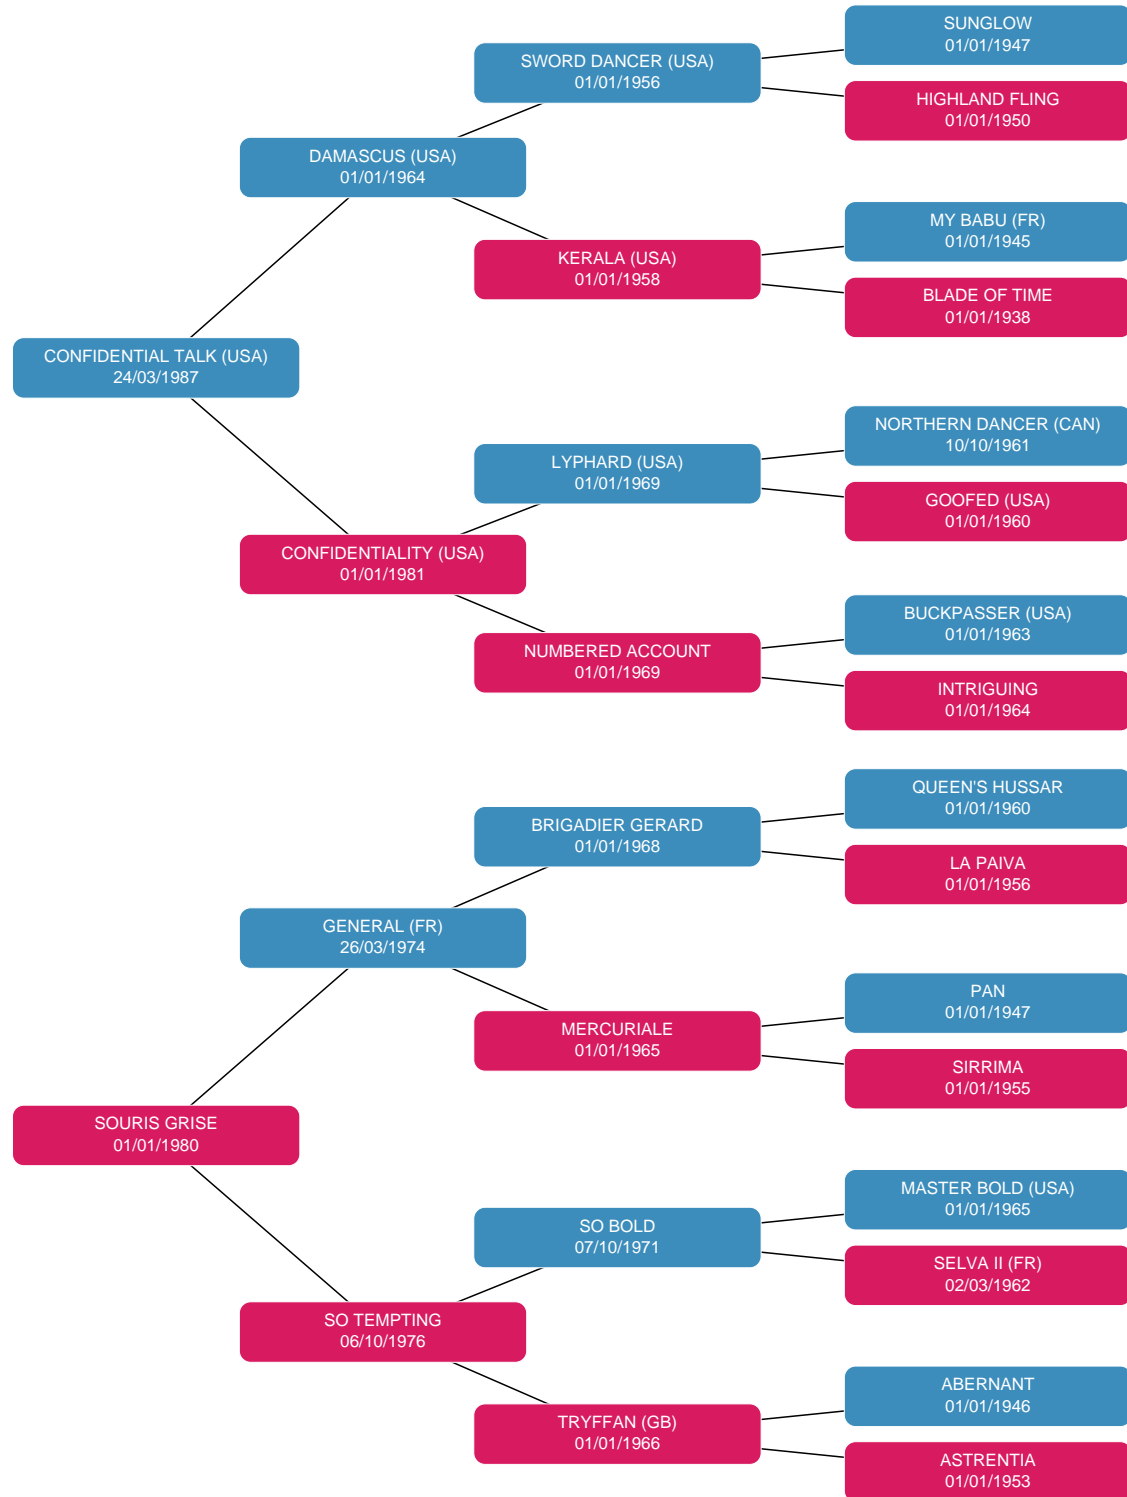 SUNGLOW
01/01/1947
SWORD DANCER (USA)
01/01/1956
HIGHLAND FLING
01/01/1950
DAMASCUS (USA)
01/01/1964
MY BABU (FR)
01/01/1945
KERALA (USA)
01/01/1958
BLADE OF TIME
01/01/1938
CONFIDENTIAL TALK (USA)
24/03/1987
NORTHERN DANCER (CAN)
10/10/1961
LYPHARD (USA)
01/01/1969
GOOFED (USA)
01/01/1960
CONFIDENTIALITY (USA)
01/01/1981
BUCKPASSER (USA)
01/01/1963
NUMBERED ACCOUNT
01/01/1969
INTRIGUING
01/01/1964
QUEEN'S HUSSAR
01/01/1960
BRIGADIER GERARD
01/01/1968
LA PAIVA
01/01/1956
GENERAL (FR)
26/03/1974
PAN
01/01/1947
MERCURIALE
01/01/1965
SIRRIMA
01/01/1955
SOURIS GRISE
01/01/1980
MASTER BOLD (USA)
01/01/1965
SO BOLD
07/10/1971
SELVA II (FR)
02/03/1962
SO TEMPTING
06/10/1976
ABERNANT
01/01/1946
TRYFFAN (GB)
01/01/1966
ASTRENTIA
01/01/1953